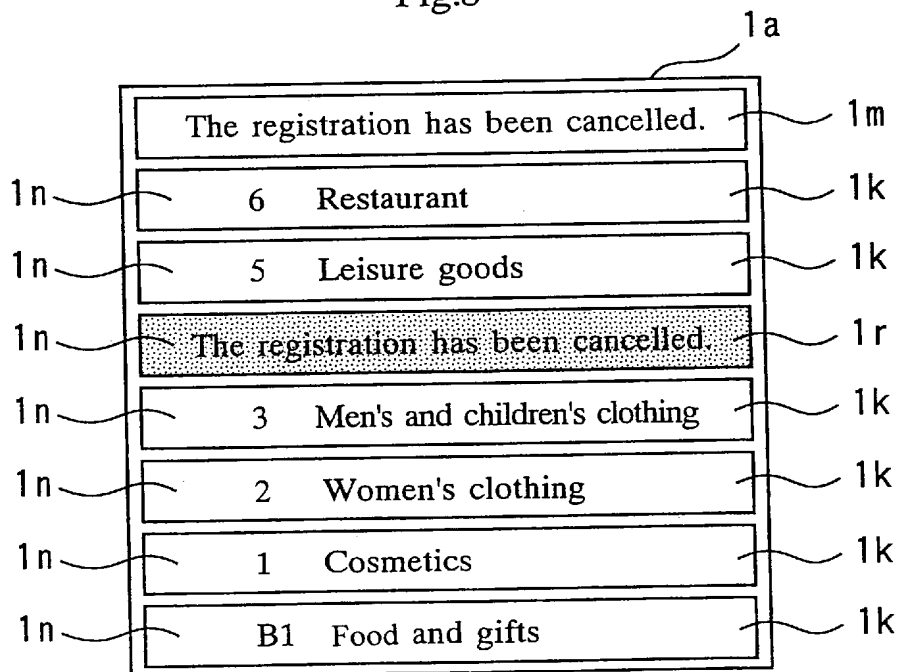 1a
The registration has been cancelled. 1m
1n 6 Restaurant 1k
1n 5 Leisure goods 1k
1n The registration has been cancelled. 1r
1n 3 Men's and children's clothing 1k
1n 2 Women's clothing 1k
1n 1 Cosmetics 1k
1n B1 Food and gifts 1k